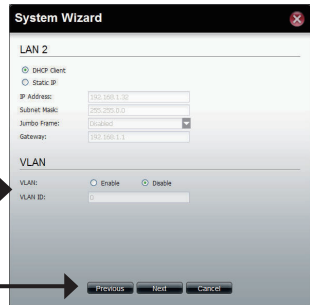 System Wizard
LAN 2
DHCP Client
Static IP
IP Address: 192.168.1.32
Subnet Mask: 255.255.0.0
Jumbo Frame: Disabled
Gateway: 192.168.1.1
VLAN
VLAN: Enable Disable
VLAN ID: 0
Previous Next Cancel